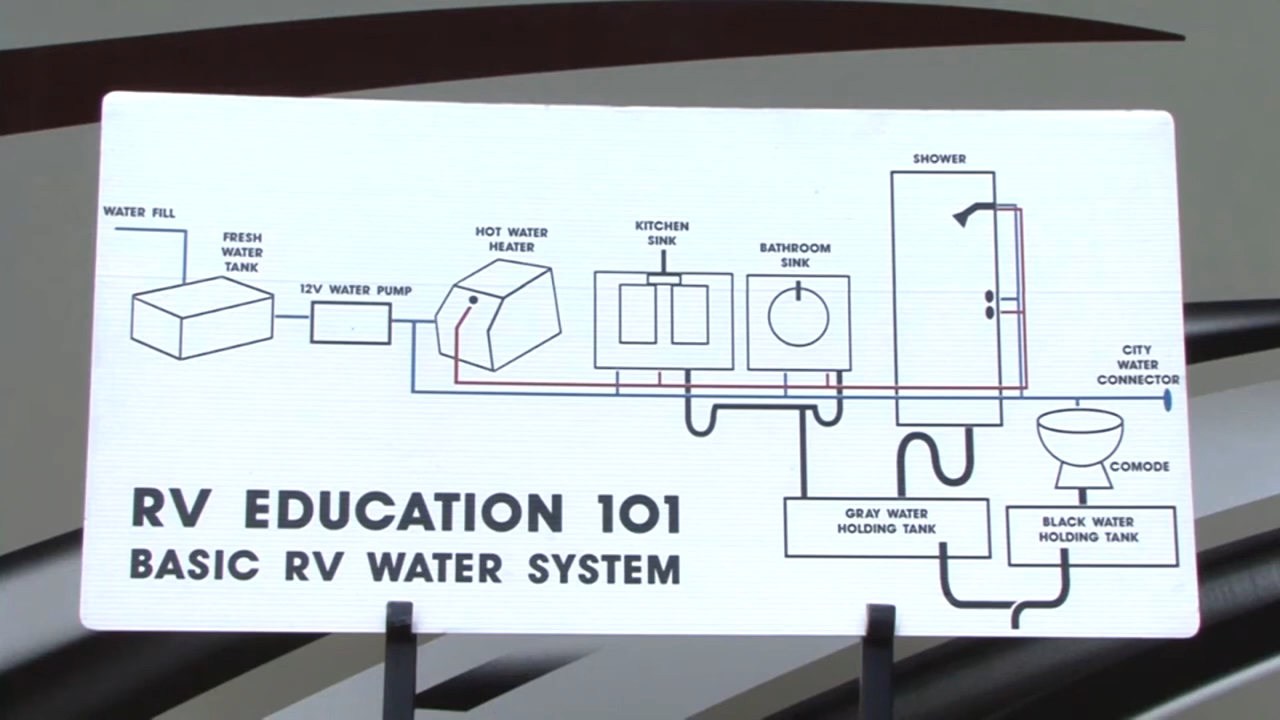 SHOWER
WATER FILL
FRESH
WATER
TANK
12V WATER PUMP
HOT WATER
HEATER
KITCHEN
SINK
BATHROOM
SINK
CITY
WATER
CONNECTOR
COMODE
GRAY WATER
HOLDING TANK
BLACK WATER
HOLDING TANK
RV EDUCATION 101
BASIC RV WATER SYSTEM